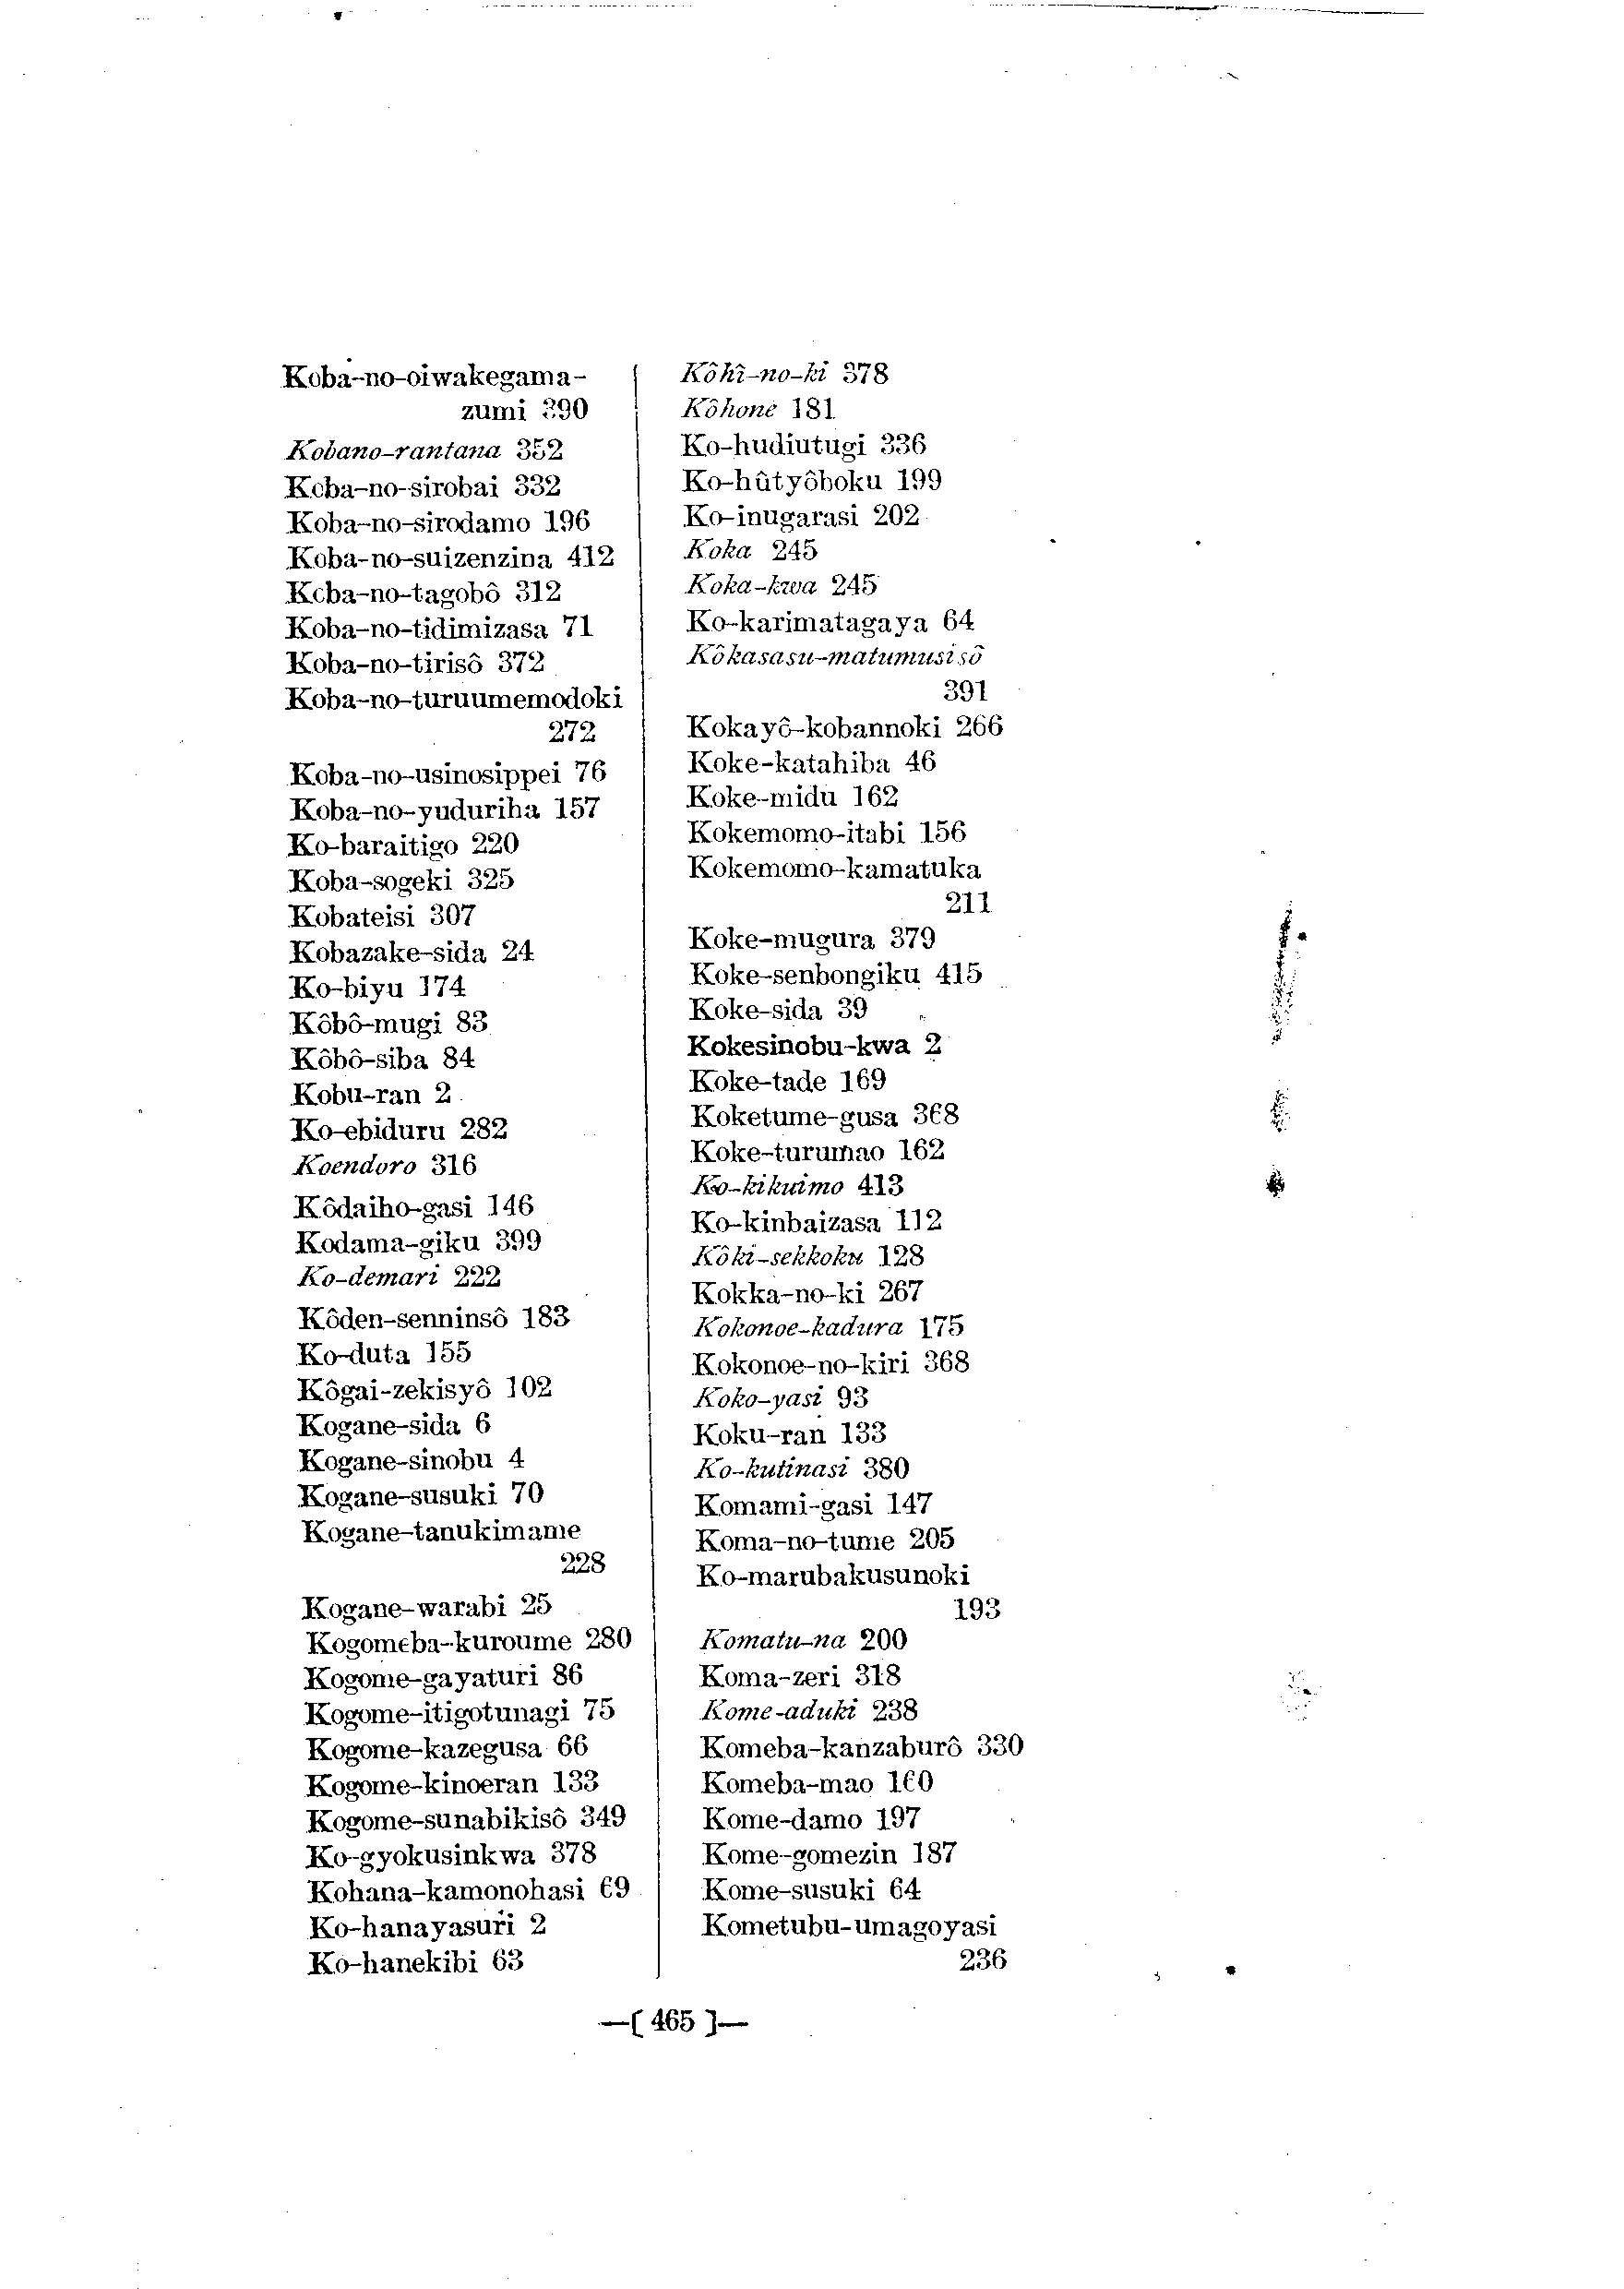 Koba-no-oiwakegama-
zumi 390
Kobano-rantana 352
Koba-no-sirobai 332
Koba-no-sirodamo 196
Koba-no-suizenzina 412
Koba-no-tagobô 312
Koba-no-tidimizasa 71
Koba-no-tirisô 372
Koba-no-turuumemodoki
272
Koba-no-usinosippei 76
Koba-no-yuduriha 157
Ko-baraitigo 220
Koba-sogeki 325
Kobateisi 307
Kobazake-sida 24
Ko-biyu 174
Kôbô-mugi 83
Kôbô-siba 84
Kobu-ran 2
Ko-ebiduru 282
Koendoro 316
Kôdaiho-gasi 146
Kodama-giku 399
Ko-demari 222
Kôden-senninsô 183
Ko-duta 155
Kôgai-zekisyô 102
Kogane-sida 6
Kogane-sinobu 4
Kogane-susuki 70
Kogane-tanukimame
228
Kogane-warabi 25
Kogomeba-kuroume 280
Kogome-gayaturi 86
Kogome-itigotunagi 75
Kogome-kazegusa 66
Kogome-kinoeran 133
Kogome-sunabikisô 349
Ko-gyokusinkwa 378
Kohana-kamonohasi 69
Ko-hanayasuri 2
Ko-hanekibi 63
Kôhî-no-ki 378
Kôhone 181
Ko-hudiutugi 336
Ko-hûtyôboku 199
Ko-inugarasi 202
Koka 245
Koka-kwa 245
Ko-karimatagaya 64
Kôkasasu-matumusisô
391
Kokayô-kobannoki 266
Koke-katahiba 46
Koke-midu 162
Kokemomo-itabi 156
Kokemomo-kamatuka
211
Koke-mugura 379
Koke-senbongiku 415
Koke-sida 39
Kokesinobu-kwa 2
Koke-tade 169
Koketume-gusa 368
Koke-turumao 162
Ko-kikuimo 413
Ko-kinbaizasa 112
Kôki-sekkoku 128
Kokka-no-ki 267
Kokonoe-kadura 175
Kokonoe-no-kiri 368
Koko-yasi 93
Koku-ran 133
Ko-kutinasi 380
Komami-gasi 147
Koma-no-tume 205
Ko-marubakusunoki
193
Komatu-na 200
Koma-zeri 318
Kome-aduki 238
Komeba-kanzaburô 330
Komeba-mao 160
Kome-damo 197
Kome-gomezin 187
Kome-susuki 64
Kometubu-umagoyasi
236
—[ 465 ]—